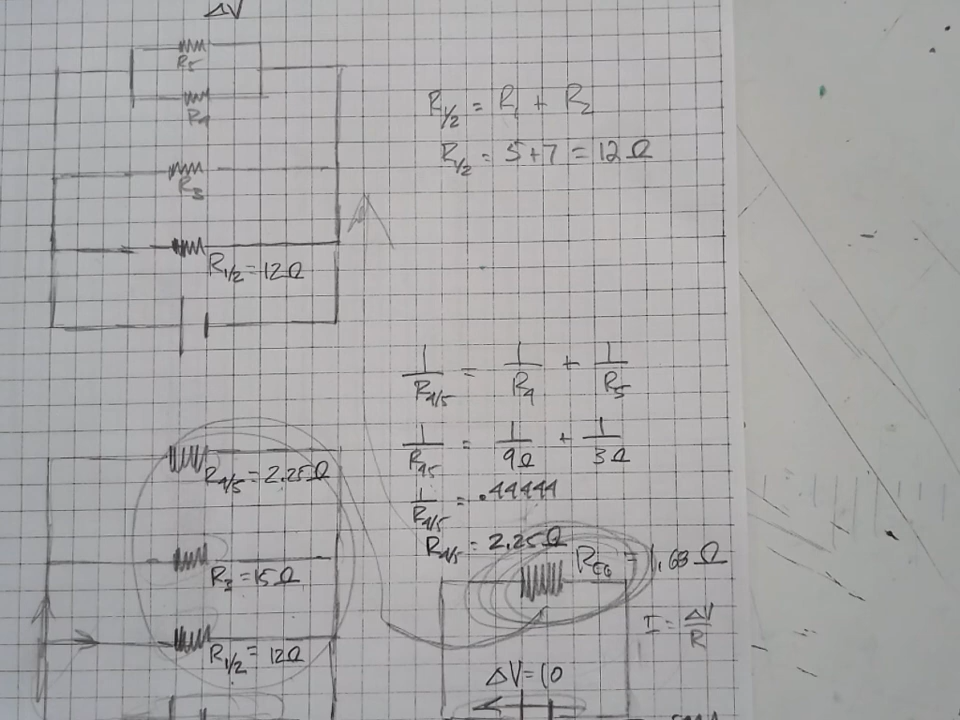 ΔV
R5
R4
R3
R1/2 = 12Ω
R1/2 = R1 + R2
R1/2 = 5+7 = 12Ω
1/R4/5 = 1/R4 + 1/R5
1/R45 = 1/9Ω + 1/3Ω
1/R4/5 = .44444
R4/5 = 2.25Ω
R4/5 = 2.25Ω
R3 = 15Ω
R1/2 = 12Ω
REQ = 1.68Ω
I = ΔV/R
ΔV = 10